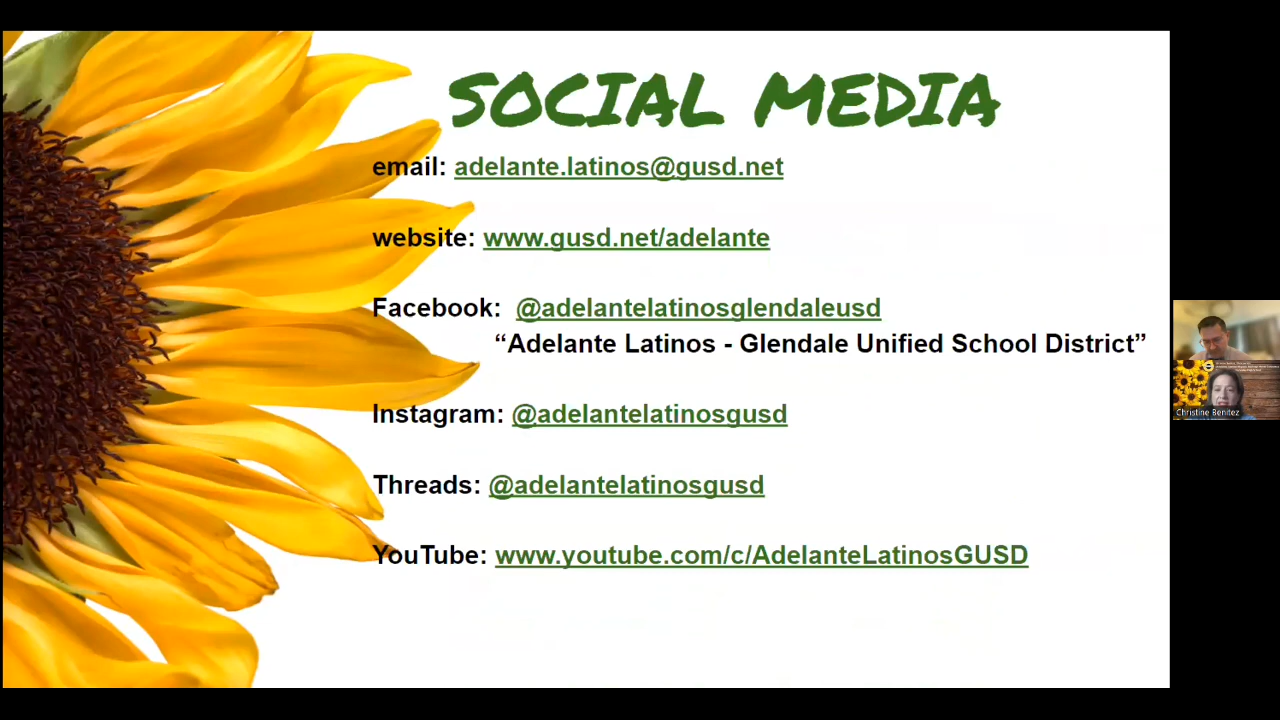 SOCIAL MEDIA
email: adelante.latinos@gusd.net
website: www.gusd.net/adelante
Facebook: @adelantelatinosglendaleusd
“Adelante Latinos - Glendale Unified School District”
Instagram: @adelantelatinosgusd
Threads: @adelantelatinosgusd
YouTube: www.youtube.com/c/AdelanteLatinosGUSD
Christine Benitez